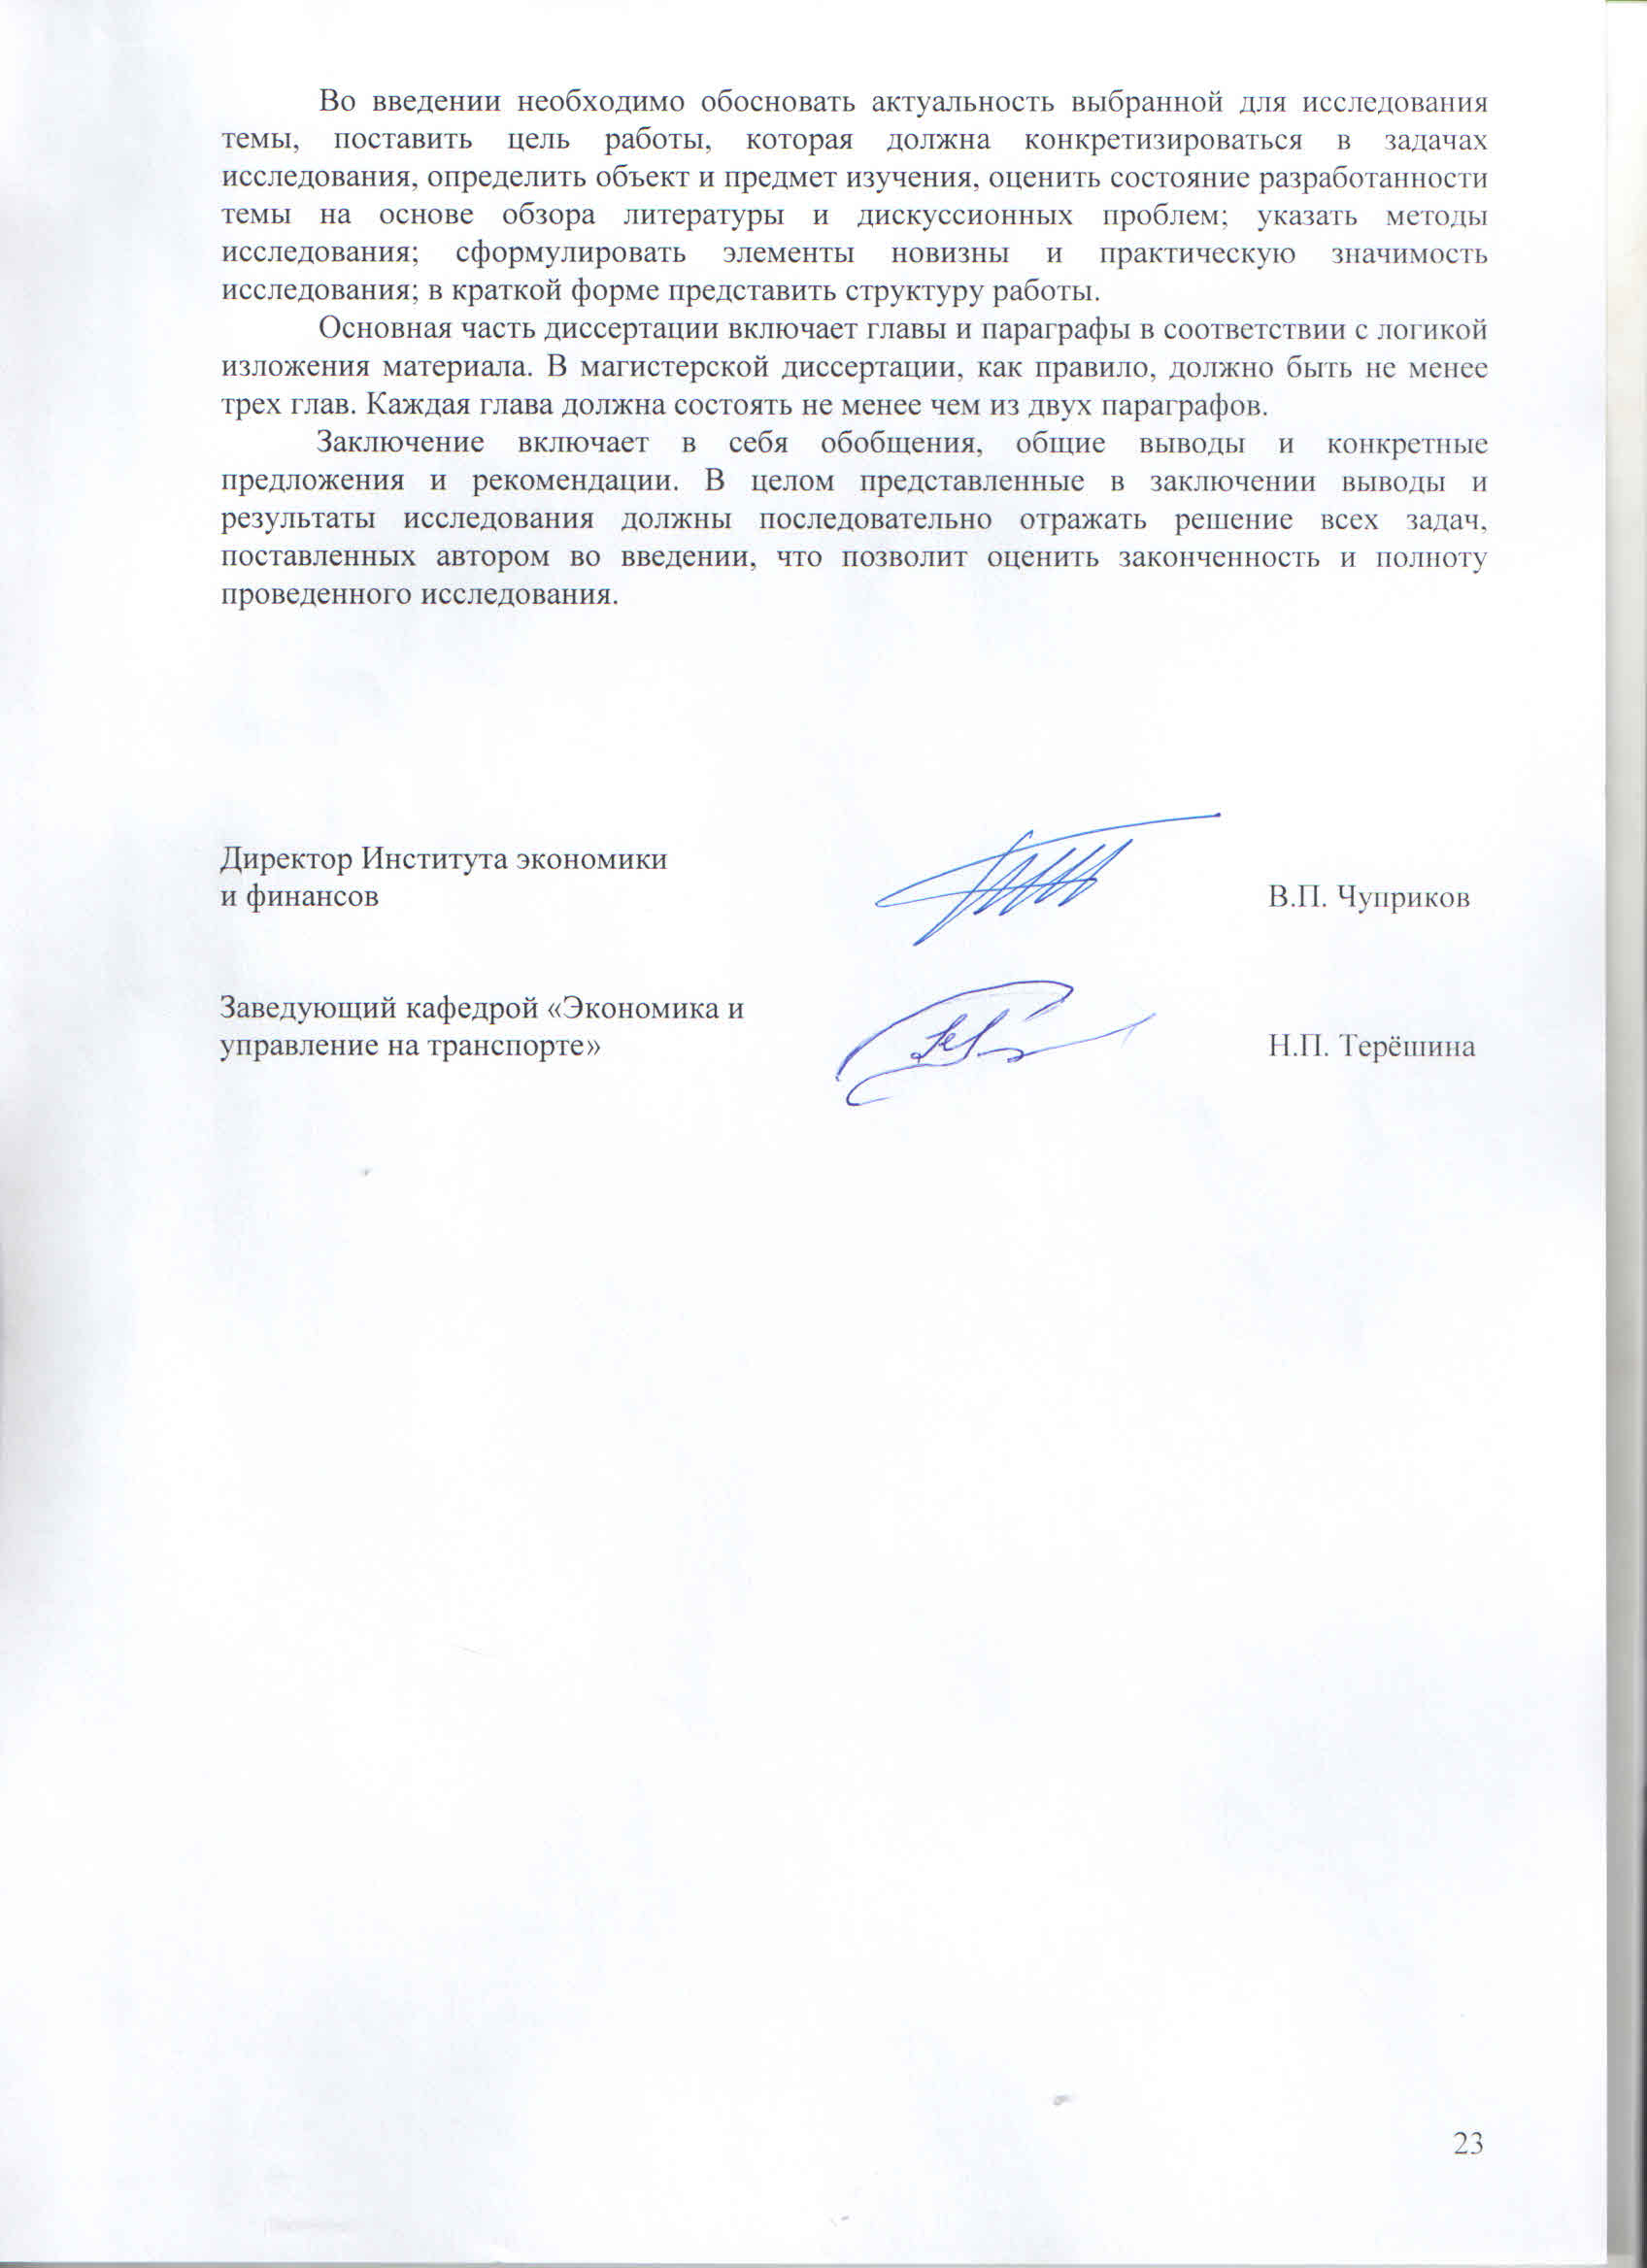 Во введении необходимо обосновать актуальность выбранной для исследования
темы, поставить цель работы, которая должна конкретизироваться в задачах
исследования, определить объект и предмет изучения, оценить состояние разработанности
темы на основе обзора литературы и дискуссионных проблем; указать методы
исследования; сформулировать элементы новизны и практическую значимость
исследования; в краткой форме представить структуру работы.
Основная часть диссертации включает главы и параграфы в соответствии с логикой
изложения материала. В магистерской диссертации, как правило, должно быть не менее
трех глав. Каждая глава должна состоять не менее чем из двух параграфов.
Заключение включает в себя обобщения, общие выводы и конкретные
предложения и рекомендации. В целом представленные в заключении выводы и
результаты исследования должны последовательно отражать решение всех задач,
поставленных автором во введении, что позволит оценить законченность и полноту
проведенного исследования.
Директор Института экономики
и финансов В.П. Чуприков
Заведующий кафедрой «Экономика и
управление на транспорте» Н.П. Терёшина
23